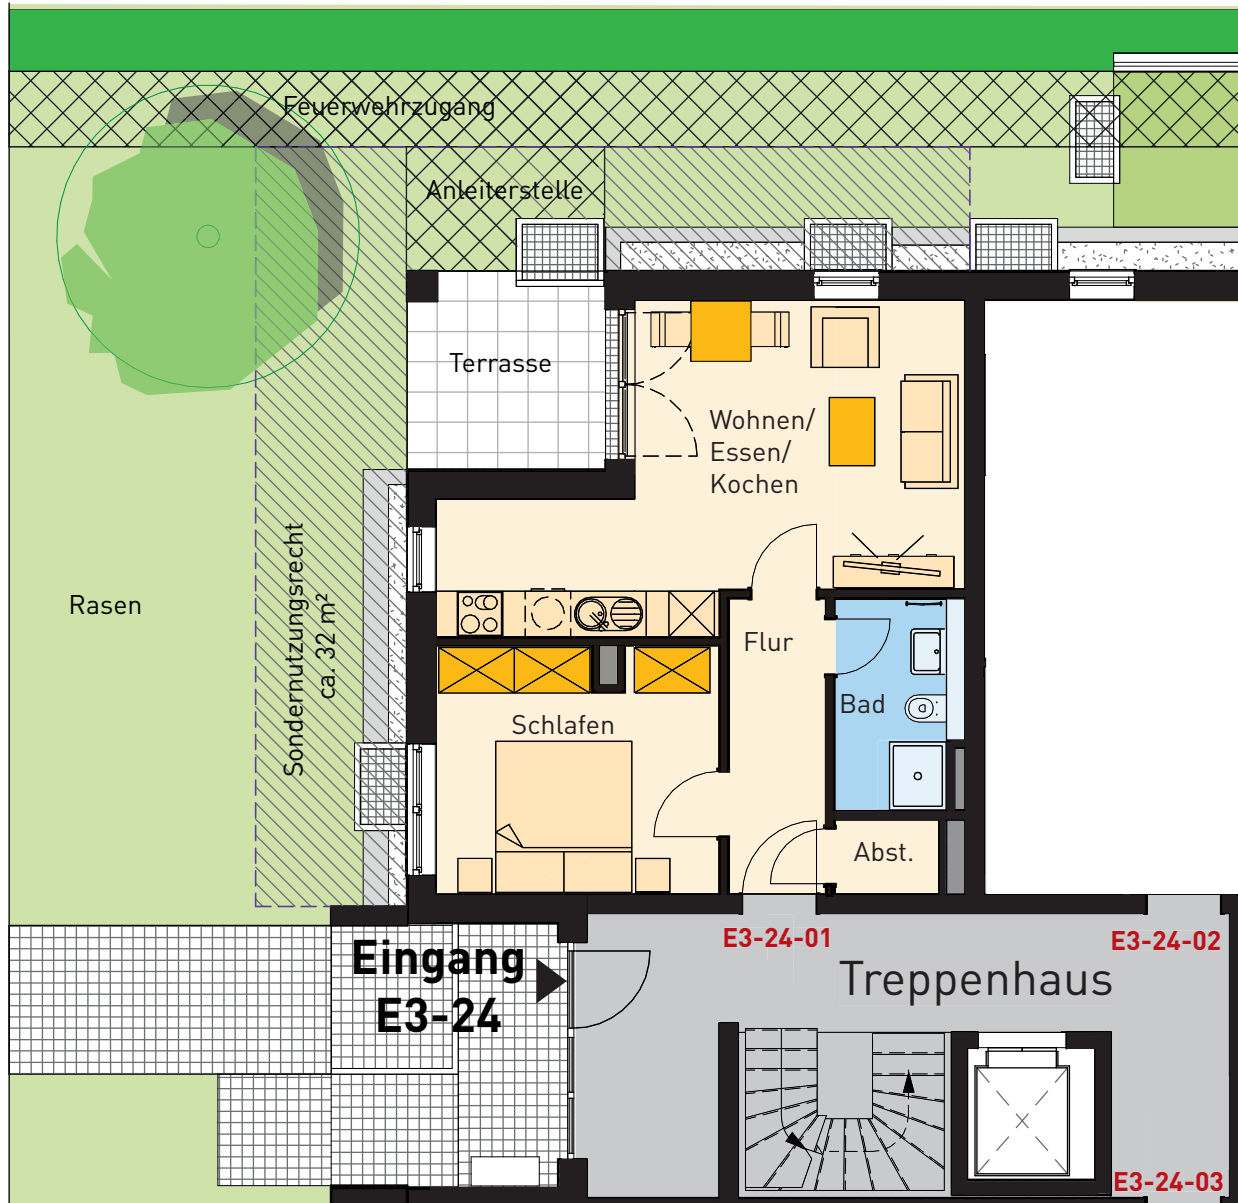 Feuerwehrzugang
Anleiterstelle
Terrasse
Wohnen/
Essen/
Kochen
Sondernutzungsrecht
ca. 32 m²
Rasen
Flur
Bad
Schlafen
Abst.
E3-24-01
E3-24-02
Eingang
E3-24
Treppenhaus
E3-24-03